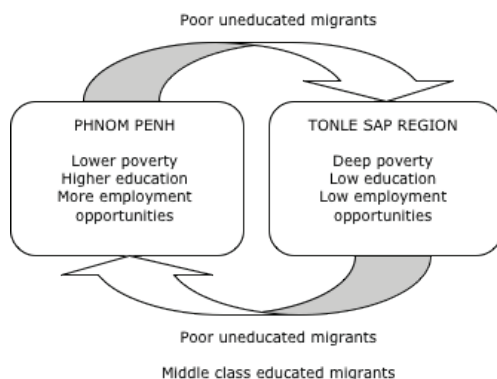 Poor uneducated migrants
PHNOM PENH
Lower poverty
Higher education
More employment
opportunities
TONLE SAP REGION
Deep poverty
Low education
Low employment
opportunities
Poor uneducated migrants
Middle class educated migrants